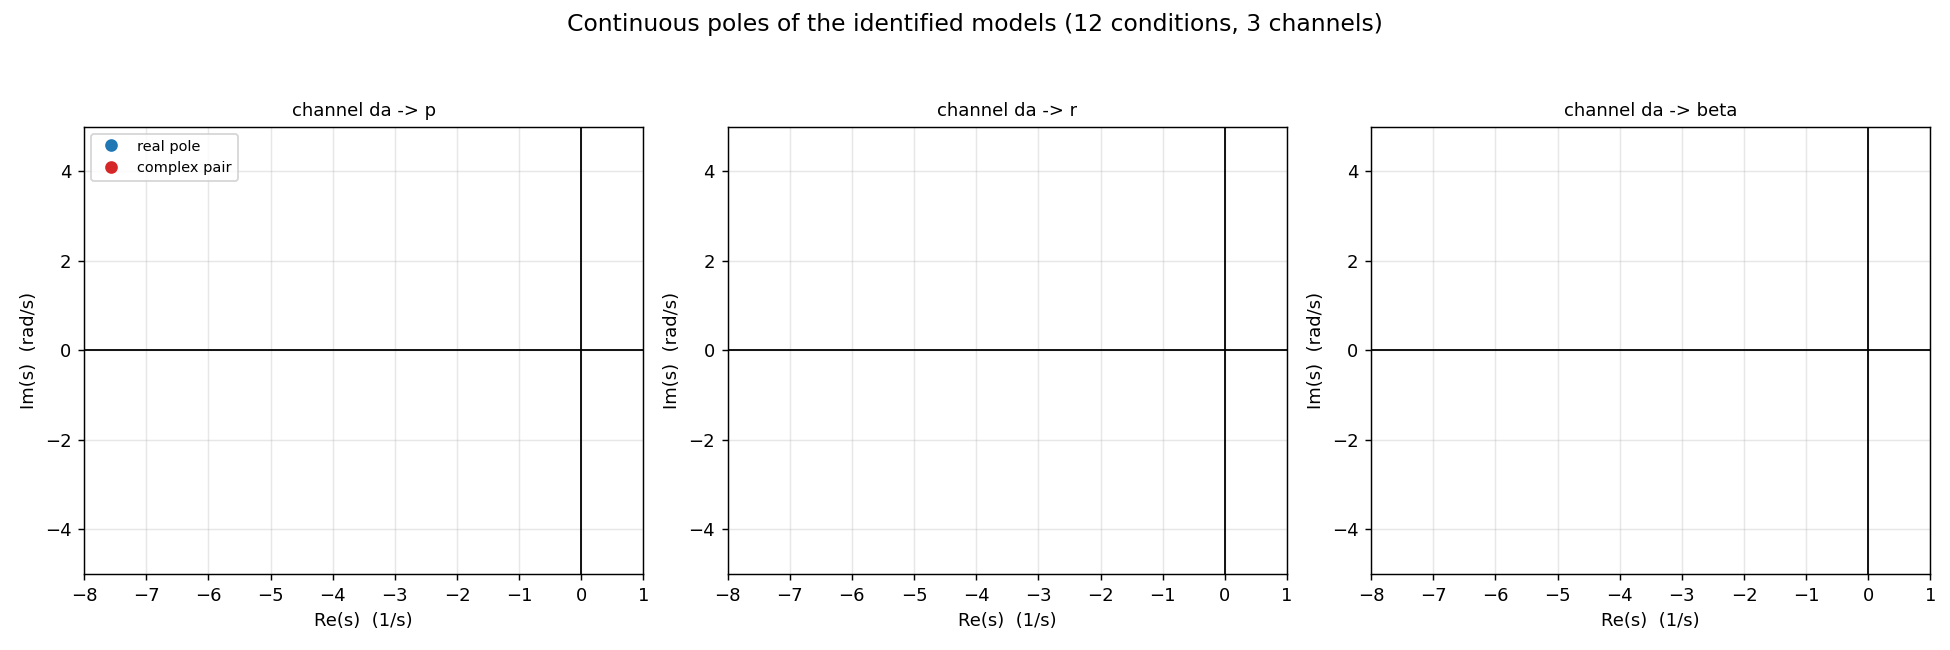 Continuous poles of the identified models (12 conditions, 3 channels)
channel da -> p
real pole
complex pair
4
2
0
−2
−4
Im(s) (rad/s)
−8 −7 −6 −5 −4 −3 −2 −1 0 1
Re(s) (1/s)
channel da -> r
4
2
0
−2
−4
Im(s) (rad/s)
−8 −7 −6 −5 −4 −3 −2 −1 0 1
Re(s) (1/s)
channel da -> beta
4
2
0
−2
−4
Im(s) (rad/s)
−8 −7 −6 −5 −4 −3 −2 −1 0 1
Re(s) (1/s)